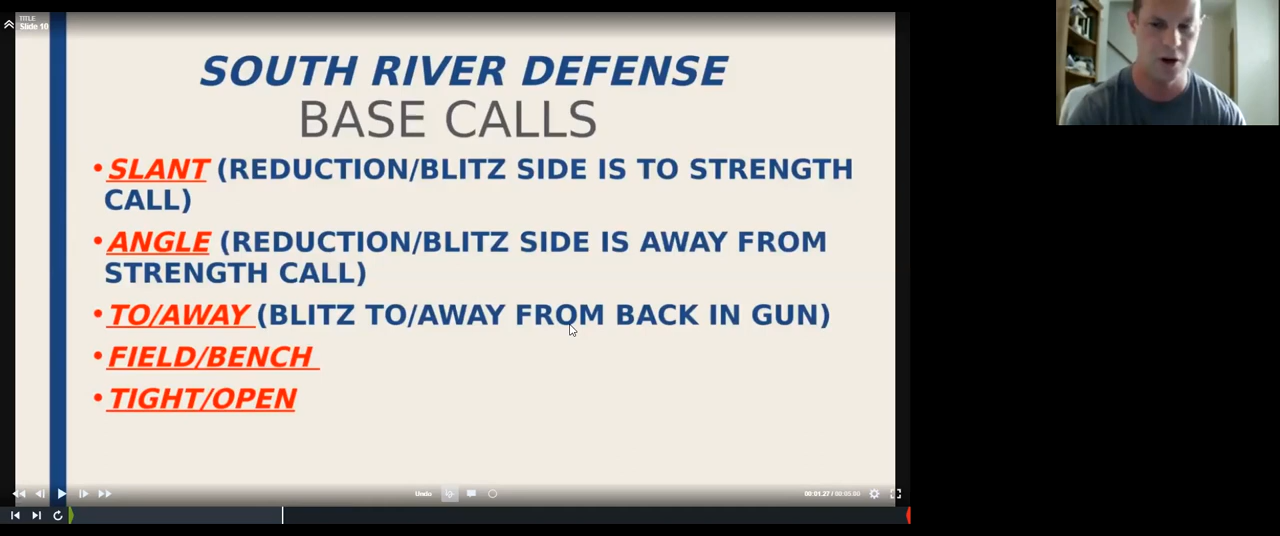 TITLE
Slide 10
SOUTH RIVER DEFENSE
BASE CALLS
•SLANT (REDUCTION/BLITZ SIDE IS TO STRENGTH
CALL)
•ANGLE (REDUCTION/BLITZ SIDE IS AWAY FROM
STRENGTH CALL)
•TO/AWAY (BLITZ TO/AWAY FROM BACK IN GUN)
•FIELD/BENCH
•TIGHT/OPEN
Undo
00:01.27 / 00:05.00